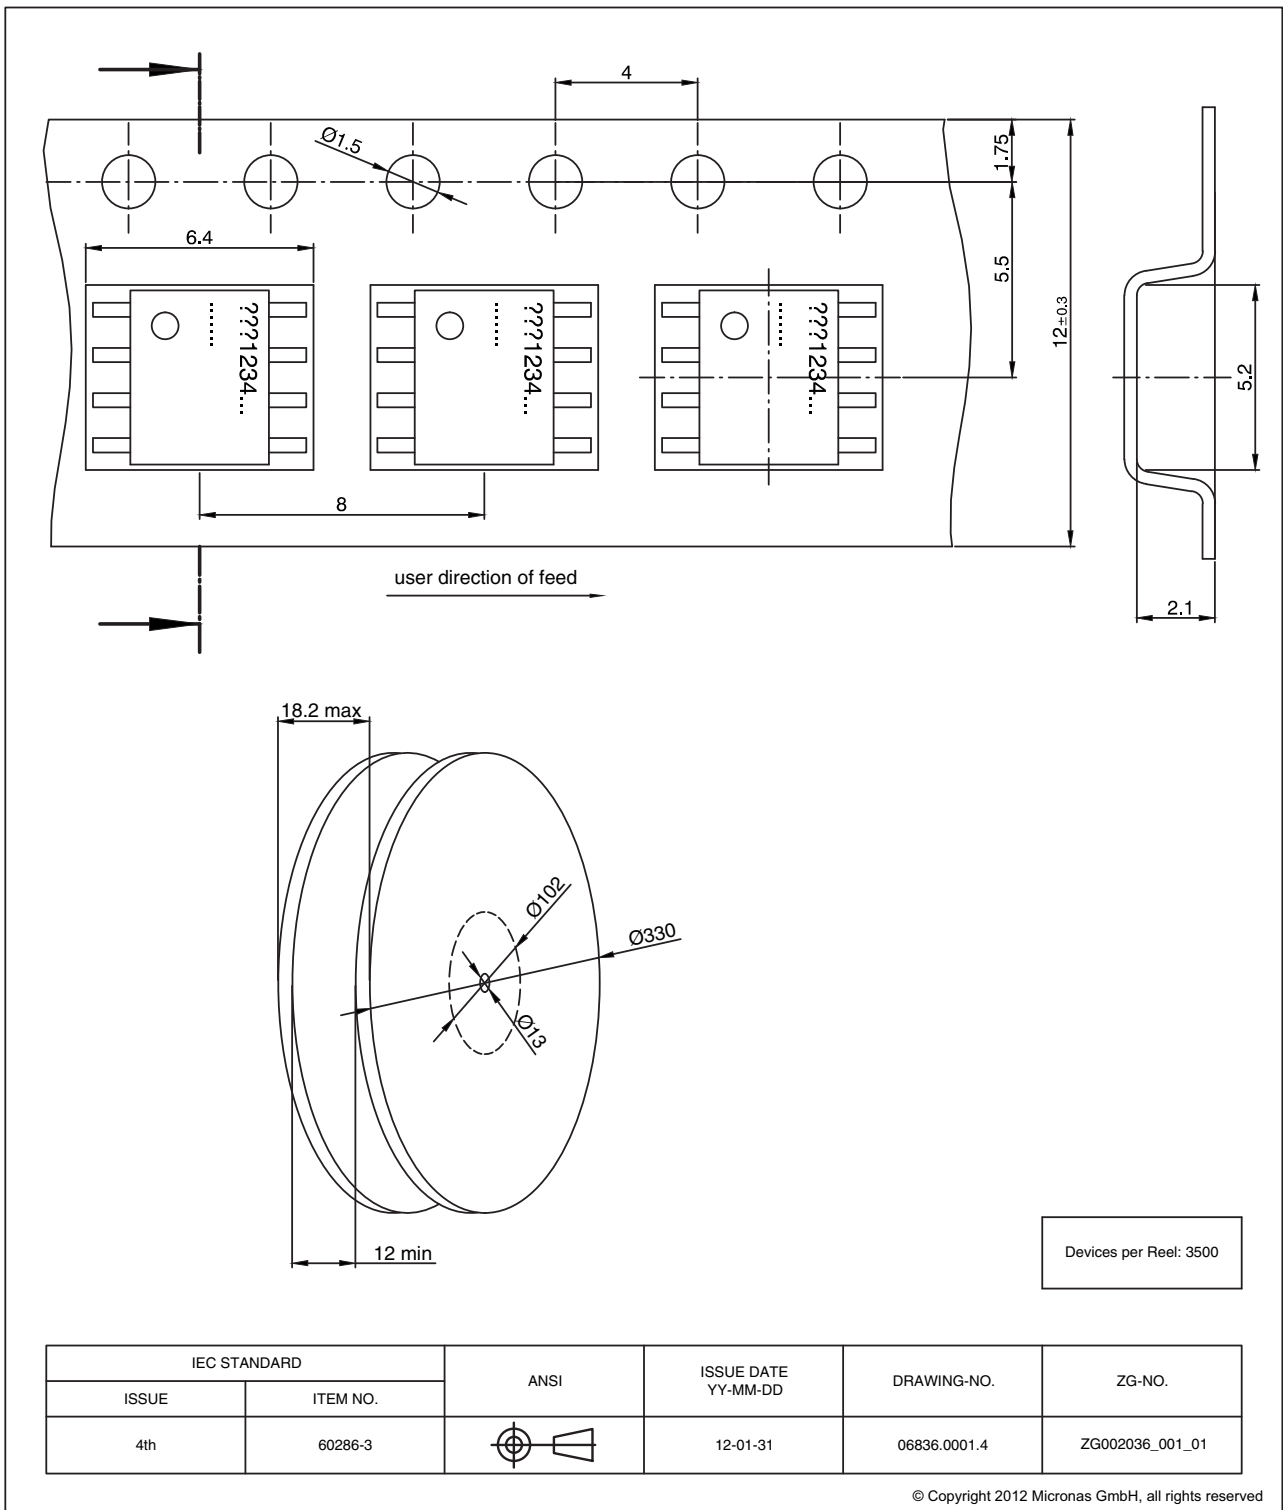 4
Ø1.5
1.75
6.4
5.5
12±0.3
???1234...
......
???1234...
......
???1234...
......
5.2
8
user direction of feed
2.1
18.2 max
Ø102
Ø330
Ø13
12 min
Devices per Reel: 3500
IEC STANDARD
ANSI
ISSUE DATE
YY-MM-DD
DRAWING-NO.
ZG-NO.
ISSUE
ITEM NO.
4th
60286-3
12-01-31
06836.0001.4
ZG002036_001_01
© Copyright 2012 Micronas GmbH, all rights reserved